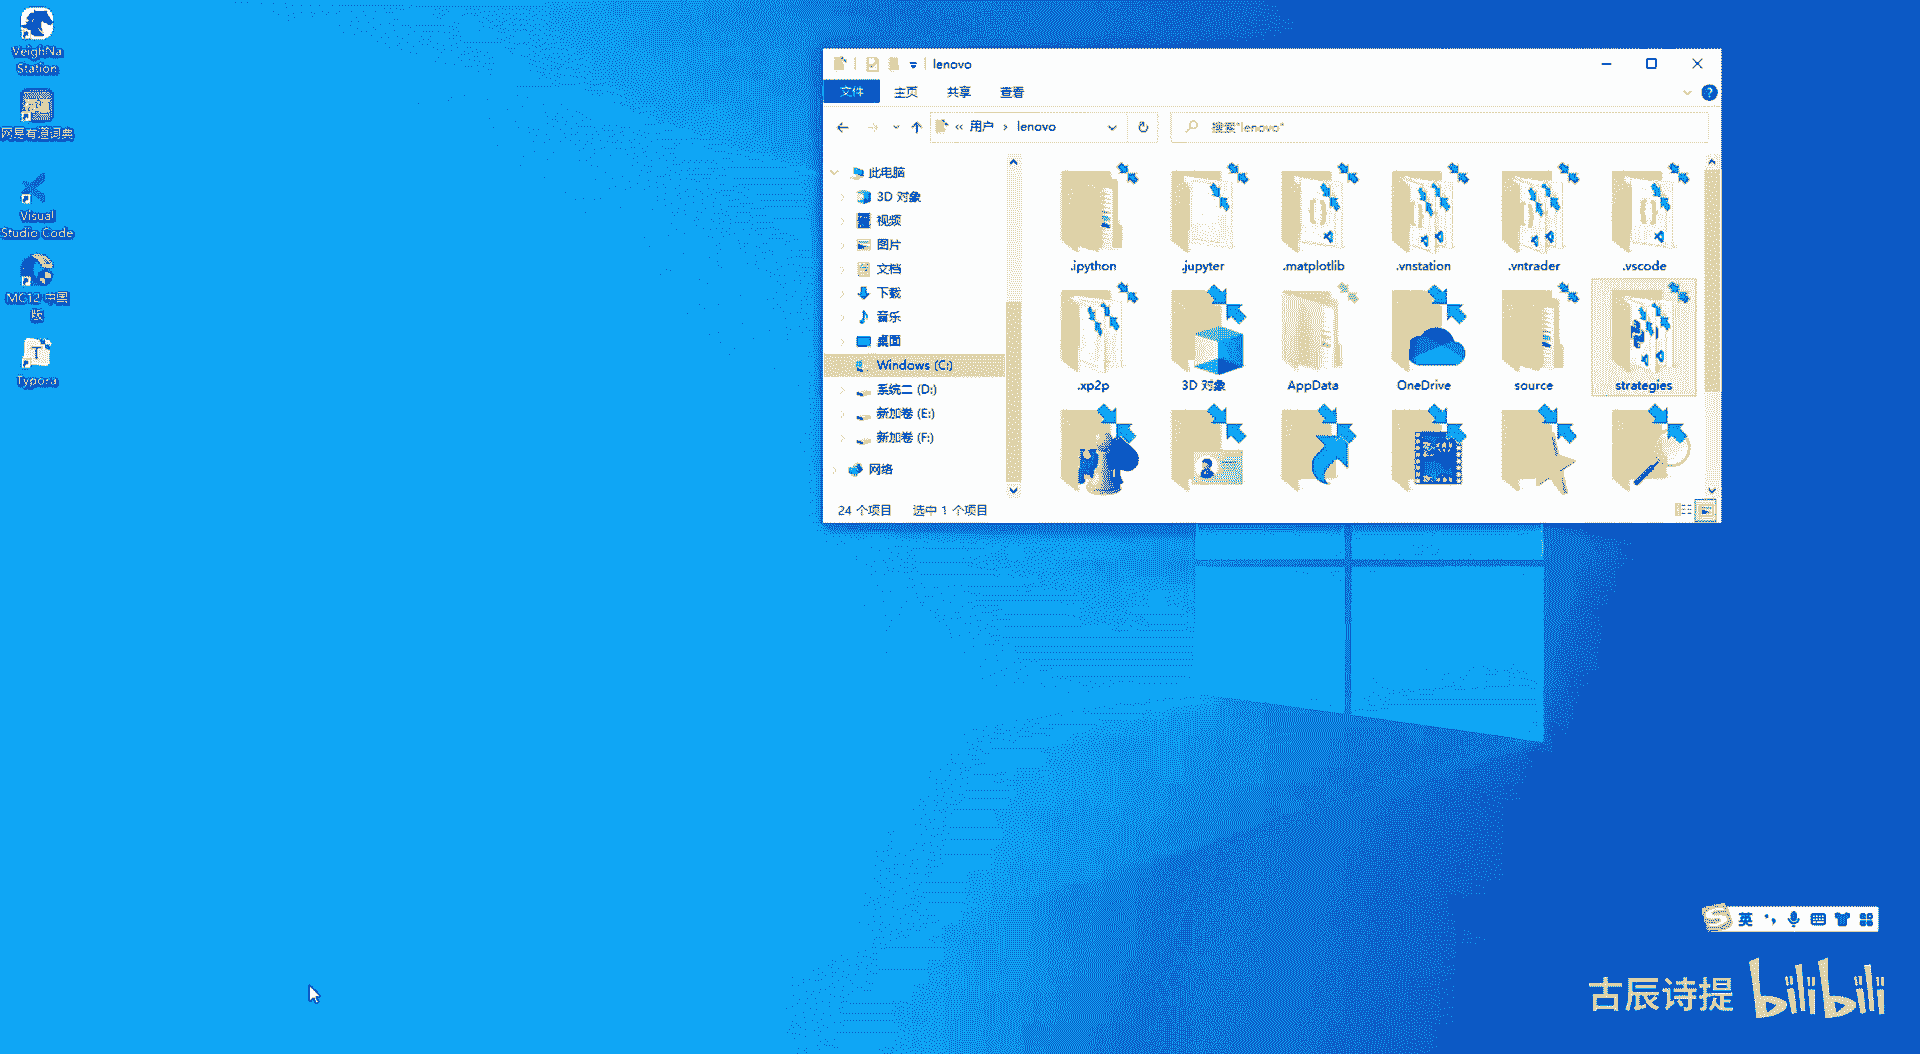 VeighNa
Station
网易有道词典
Visual
Studio Code
MC12 中国
版
Typora
lenovo
文件 主页 共享 查看
« 用户 › lenovo
搜索"lenovo"
此电脑
3D 对象
视频
图片
文档
下载
音乐
桌面
Windows (C:)
系统二 (D:)
新加卷 (E:)
新加卷 (F:)
网络
.ipython .jupyter .matplotlib .vnstation .vntrader .vscode
.xp2p 3D 对象 AppData OneDrive source strategies
24 个项目 选中 1 个项目
英
古辰诗提 bilibili